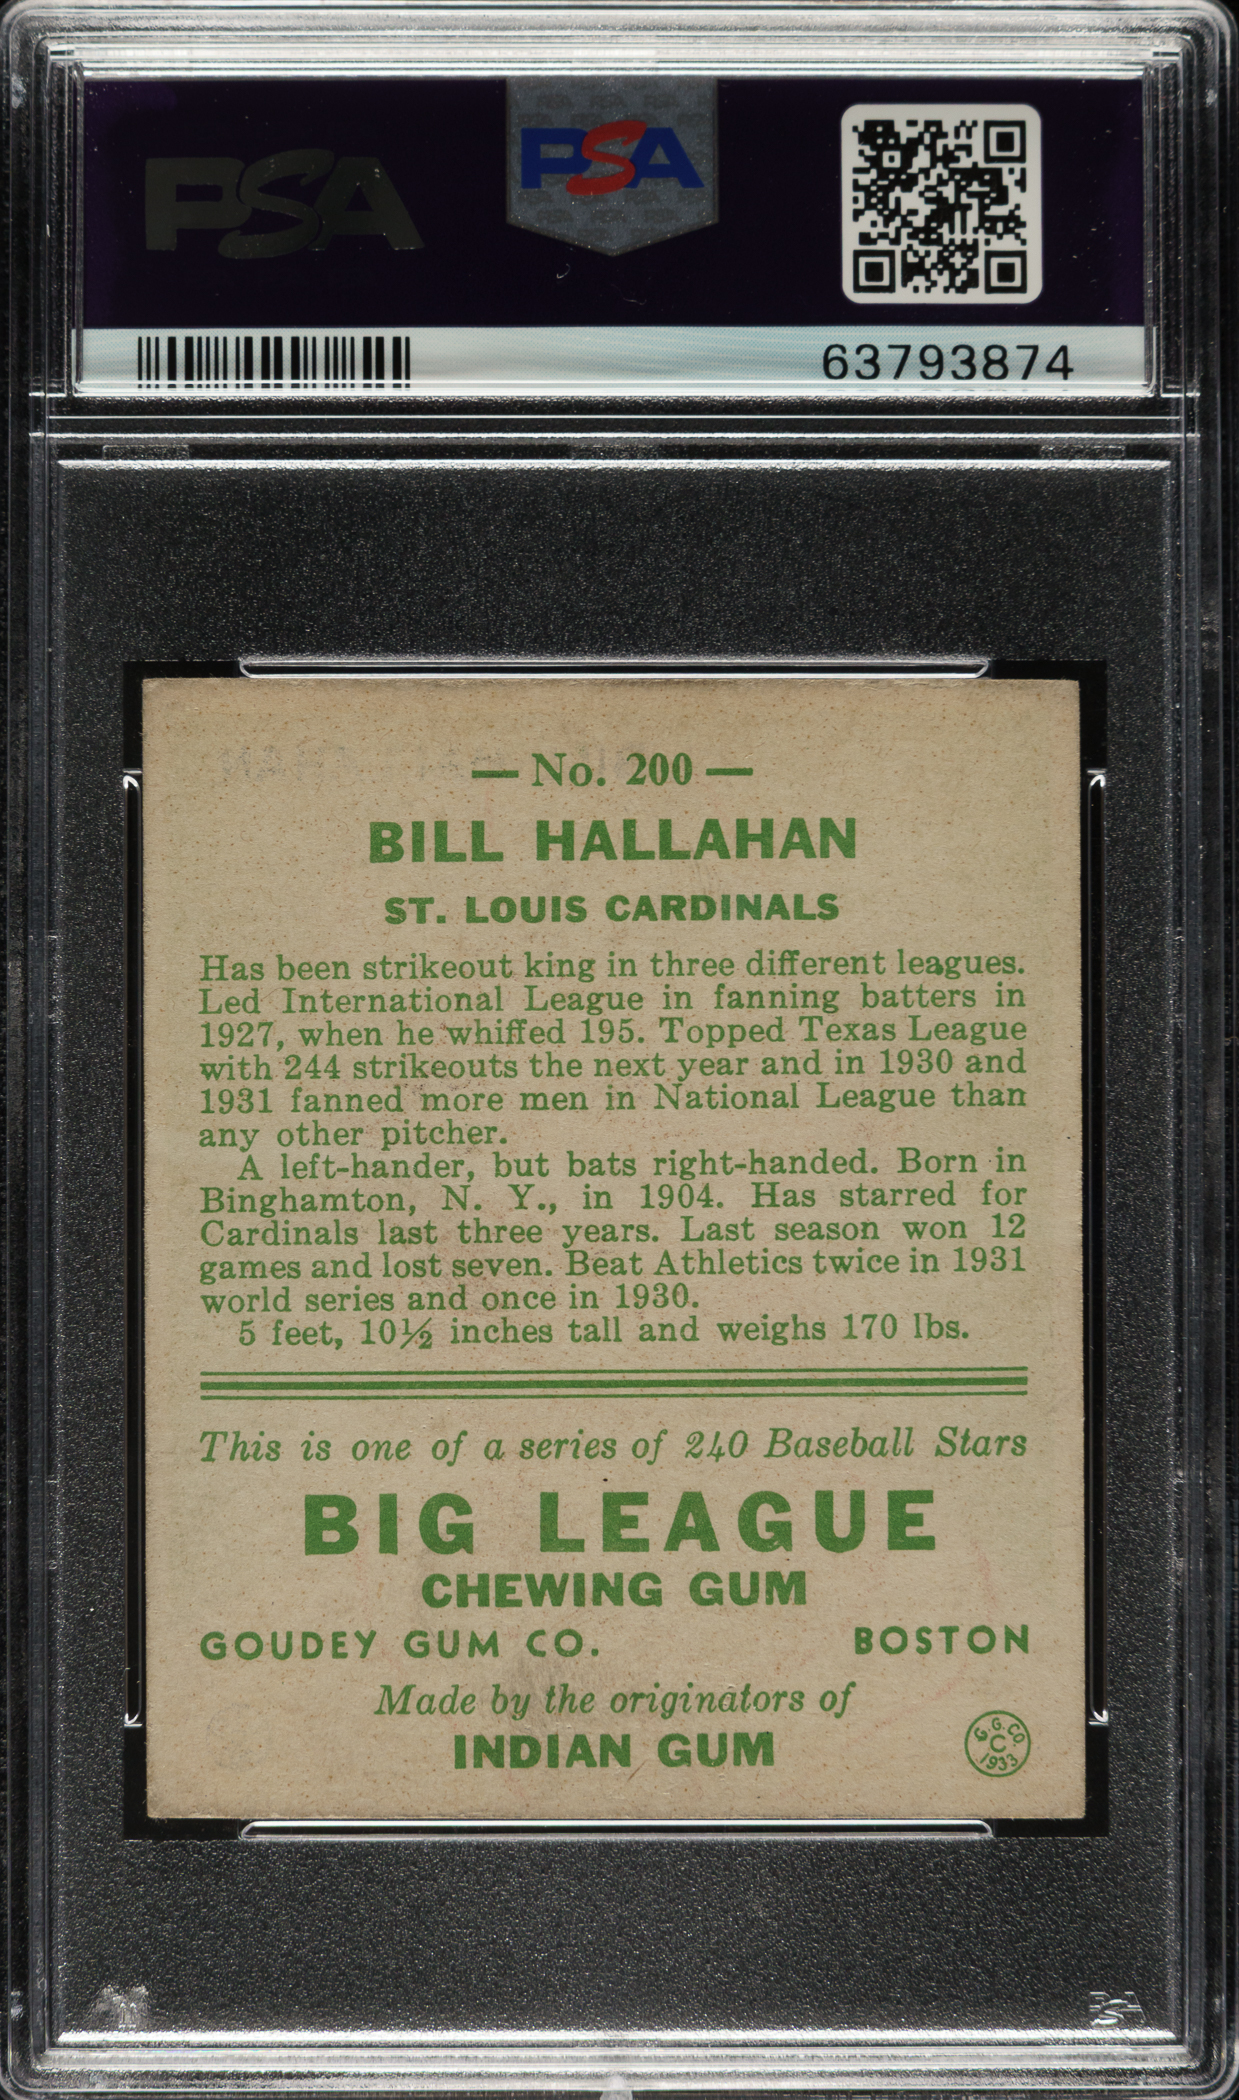 PSA
PSA
63793874
— No. 200 —
BILL HALLAHAN
ST. LOUIS CARDINALS
Has been strikeout king in three different leagues.
Led International League in fanning batters in
1927, when he whiffed 195. Topped Texas League
with 244 strikeouts the next year and in 1930 and
1931 fanned more men in National League than
any other pitcher.
A left-hander, but bats right-handed. Born in
Binghamton, N. Y., in 1904. Has starred for
Cardinals last three years. Last season won 12
games and lost seven. Beat Athletics twice in 1931
world series and once in 1930.
5 feet, 10½ inches tall and weighs 170 lbs.
This is one of a series of 240 Baseball Stars
BIG LEAGUE
CHEWING GUM
GOUDEY GUM CO. BOSTON
Made by the originators of
INDIAN GUM
G. G. CO.
C
1933
PSA